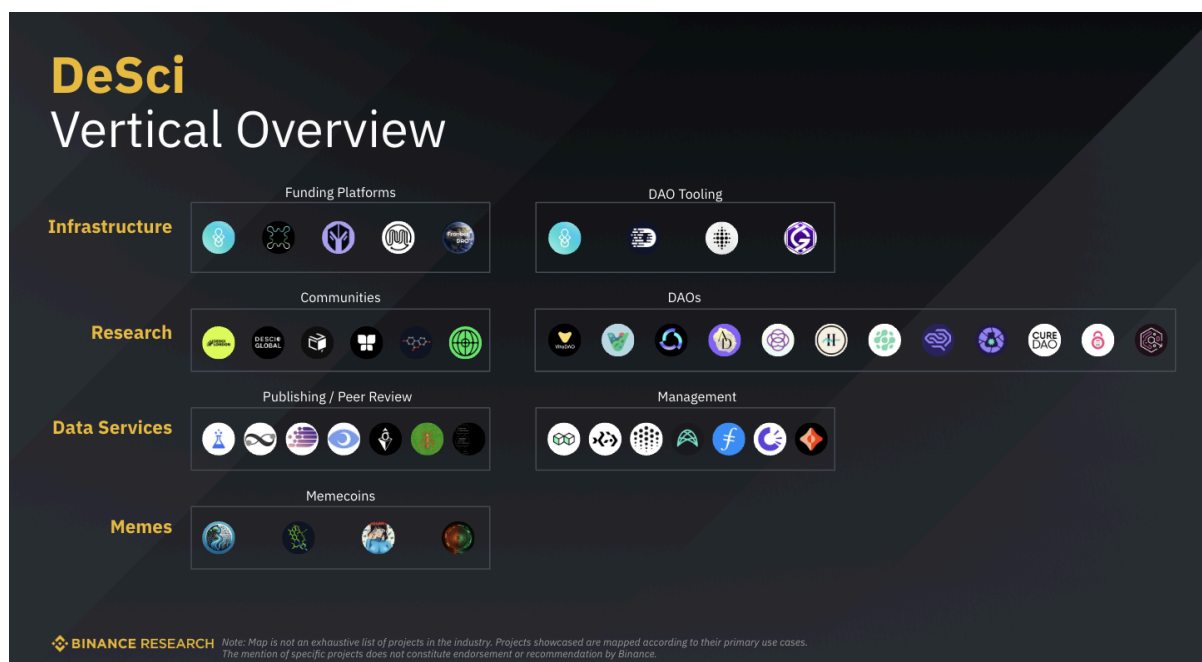 DeSci
Vertical Overview
Funding Platforms
DAO Tooling
Infrastructure
Communities
DAOs
Research
DESCI
GLOBAL
VitaDAO
CURE
DAO
Publishing / Peer Review
Management
Data Services
Memecoins
Memes
BINANCE RESEARCH
Note: Map is not an exhaustive list of projects in the industry. Projects showcased are mapped according to their primary use cases.
The mention of specific projects does not constitute endorsement or recommendation by Binance.